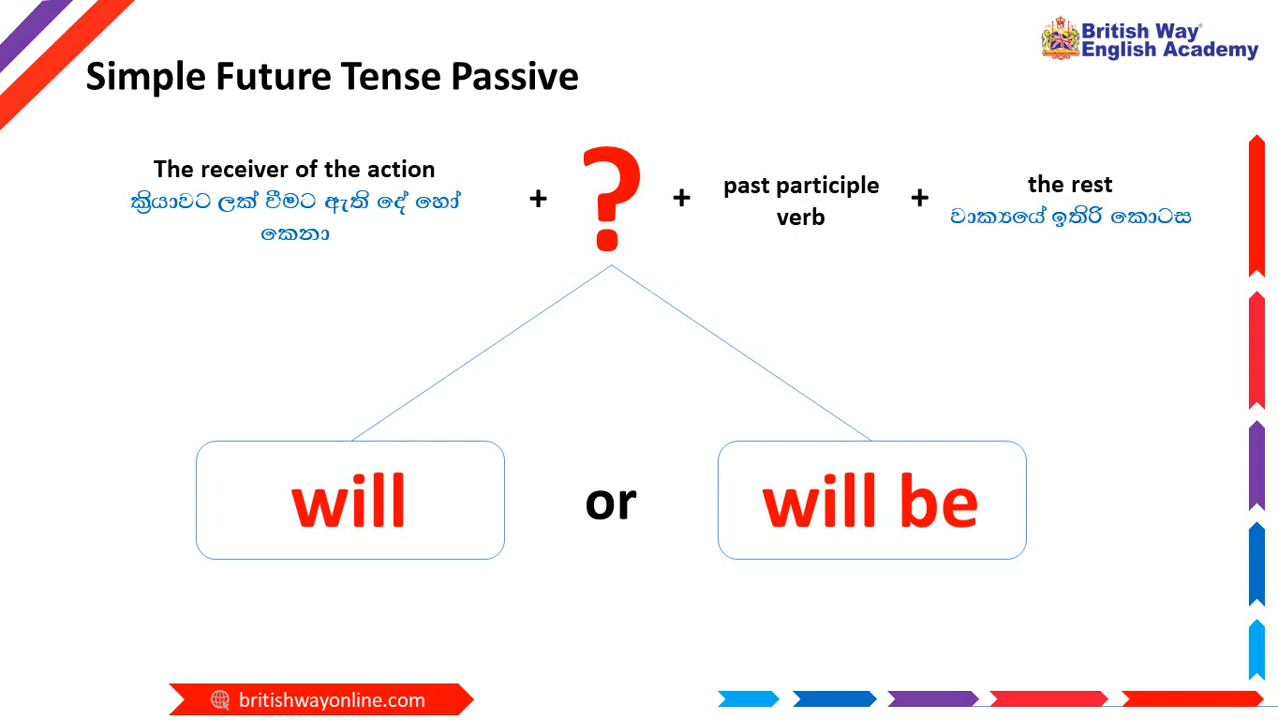 British Way
English Academy
Simple Future Tense Passive
The receiver of the action
ක්‍රියාවට ලක් වීමට ඇති දේ හෝ
කෙනා
+
?
+
past participle
verb
+
the rest
වාක්‍යයේ ඉතිරි කොටස
will
or
will be
britishwayonline.com